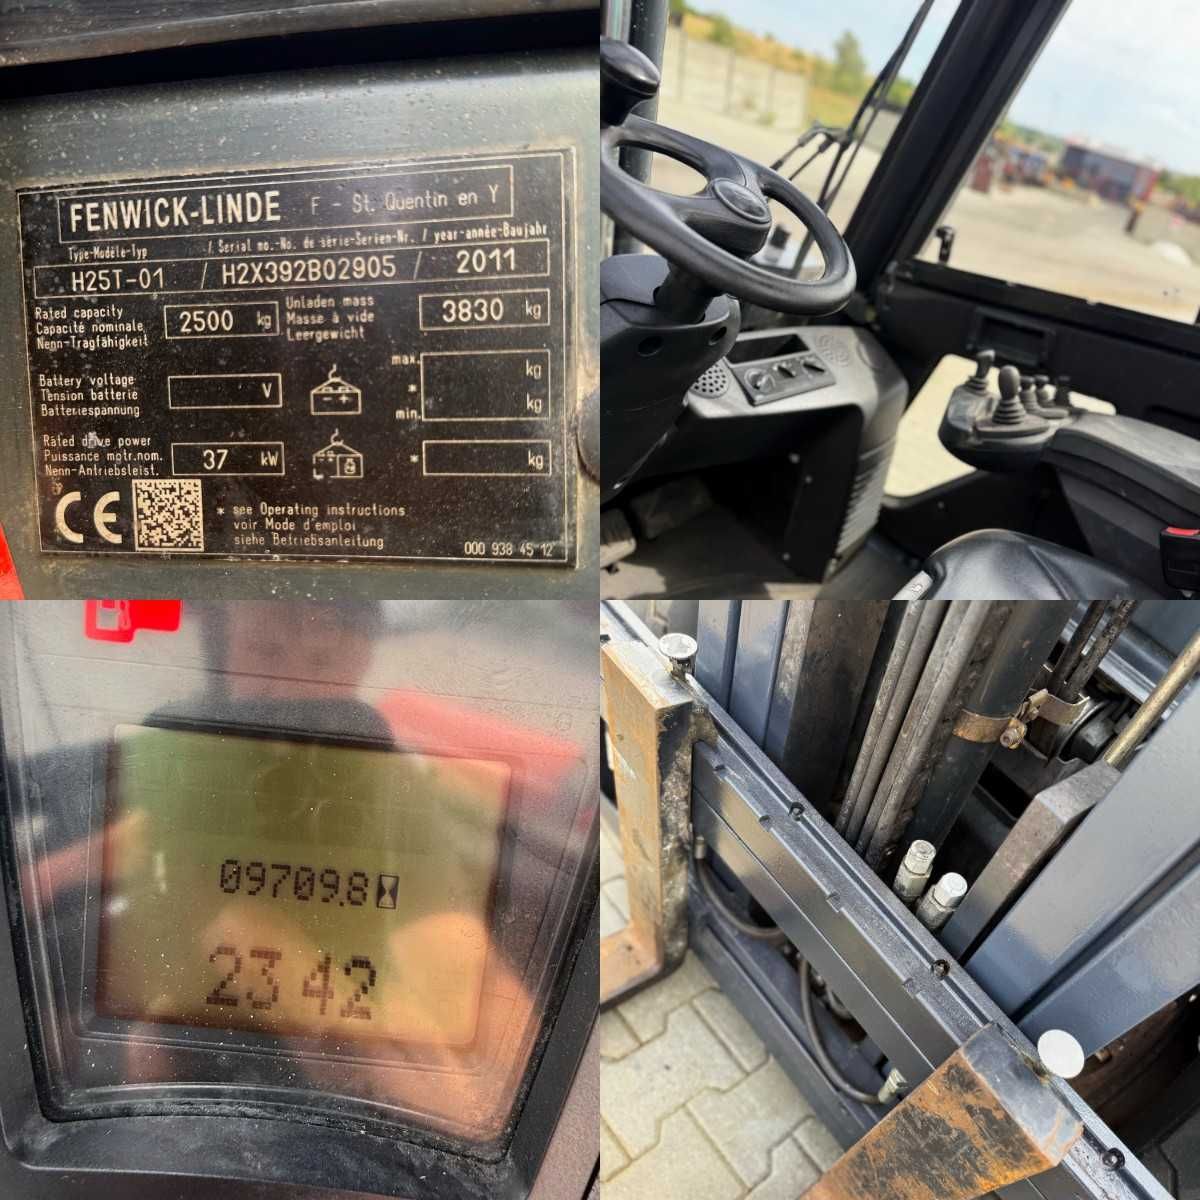 FENWICK-LINDE F - St. Quentin en Y
Type-Modèle-Typ / Serial no.-No. de série-Serien-Nr. / year-année-Baujahr
H25T-01 / H2X392B02905 / 2011
Rated capacity
Capacité nominale
Nenn-Tragfähigkeit
2500 kg
Unladen mass
Masse à vide
Leergewicht
3830 kg
Battery voltage
Tension batterie
Batteriespannung
V
max.
kg
*
min.
kg
Rated drive power
Puissance motr.nom.
Nenn-Antriebsleist.
37 kW
* kg
CE
* see Operating instructions
voir Mode d'emploi
siehe Betriebsanleitung
000 938 45 12
09709.8
23 42